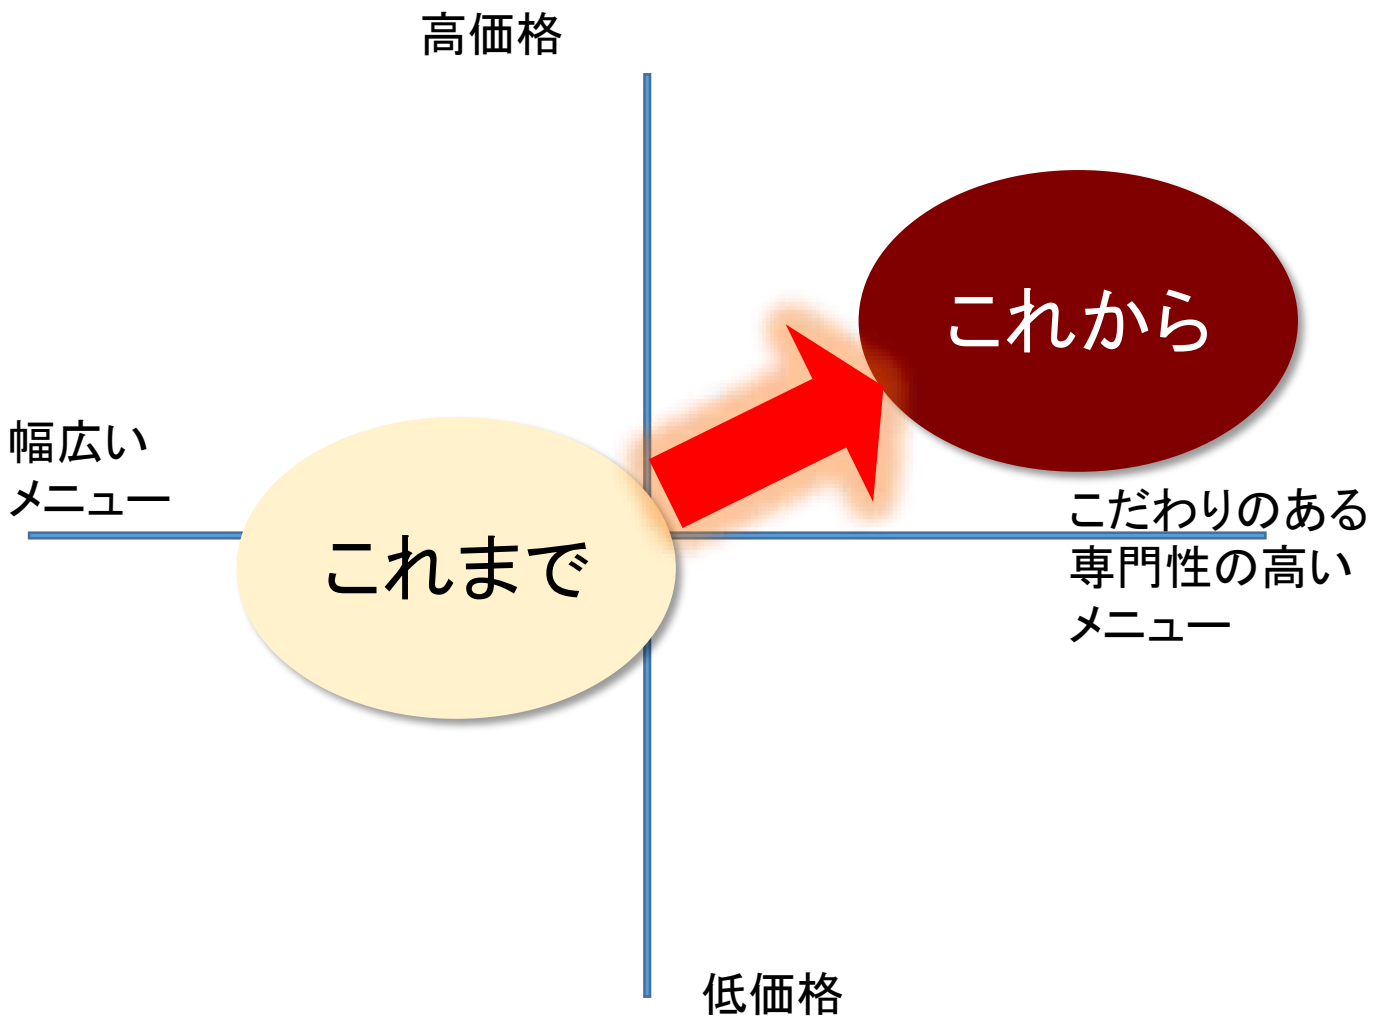 高価格
これから
幅広い
メニュー
これまで
こだわりのある
専門性の高い
メニュー
低価格